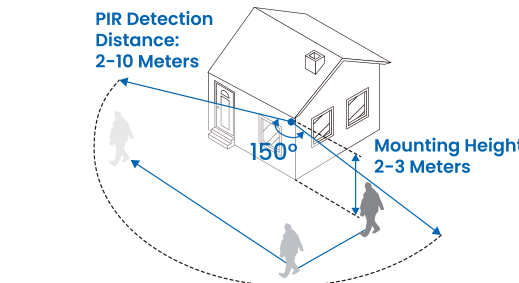 PIR Detection
Distance:
2-10 Meters
150°
Mounting Height
2-3 Meters